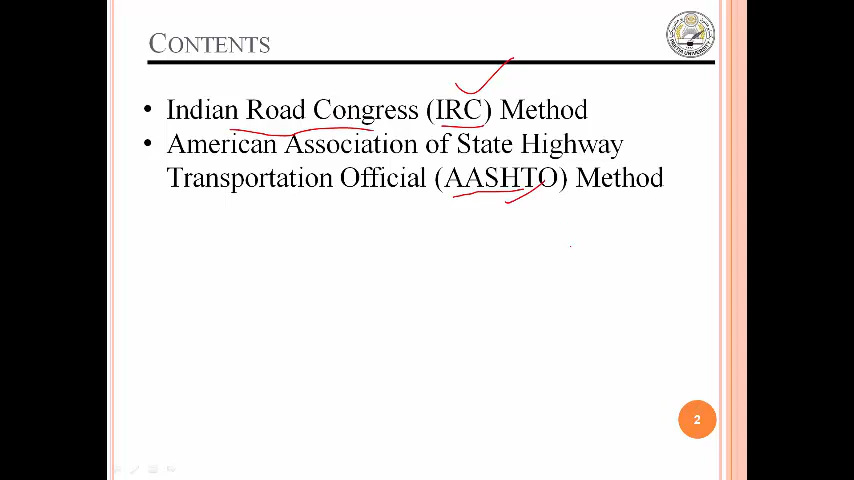 CONTENTS
• Indian Road Congress (IRC) Method
• American Association of State Highway
Transportation Official (AASHTO) Method
2